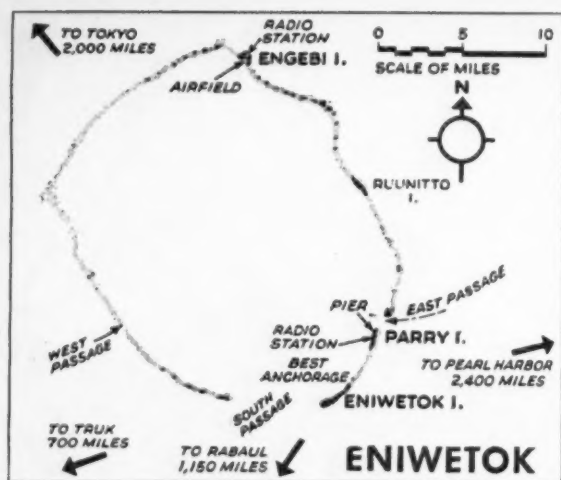 TO TOKYO
2,000 MILES
RADIO
STATION
ENGEBI I.
AIRFIELD
0 5 10
SCALE OF MILES
N
RUUNITTO
I.
EAST PASSAGE
PIER
RADIO
STATION
PARRY I.
WEST
PASSAGE
BEST
ANCHORAGE
TO PEARL HARBOR
2,400 MILES
SOUTH
PASSAGE
ENIWETOK I.
TO TRUK
700 MILES
TO RABAUL
1,150 MILES
ENIWETOK